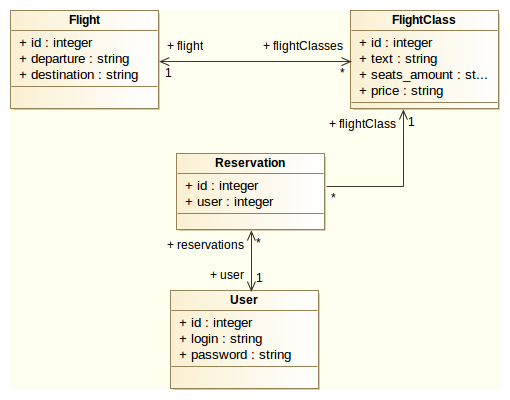 Flight
+ id : integer
+ departure : string
+ destination : string
+ flight
+ flightClasses
1
*
FlightClass
+ id : integer
+ text : string
+ seats_amount : st...
+ price : string
+ flightClass
1
Reservation
+ id : integer
+ user : integer
*
+ reservations
*
+ user
1
User
+ id : integer
+ login : string
+ password : string